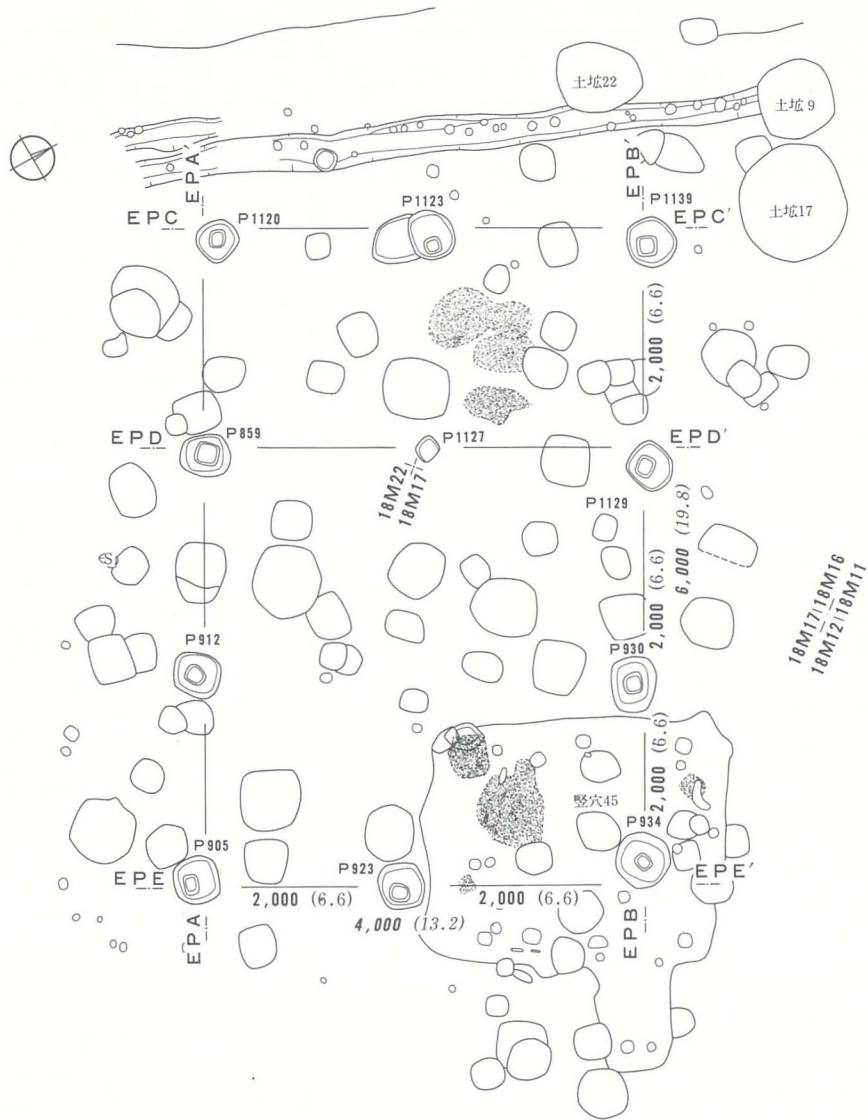 土坑22
土坑9
EPA′
EPB′
P1123
P1139
EPC
P1120
EPC′
土坑17
2,000 (6.6)
EPD
P859
P1127
EPD′
18M22
18M17
P1129
6,000 (19.8)
S
2,000 (6.6)
18M17 18M16
18M12 18M11
P912
P930
2,000 (6.6)
竪穴45
P934
P905
P923
EPE
EPE′
2,000 (6.6)
2,000 (6.6)
4,000 (13.2)
EPA
EPB